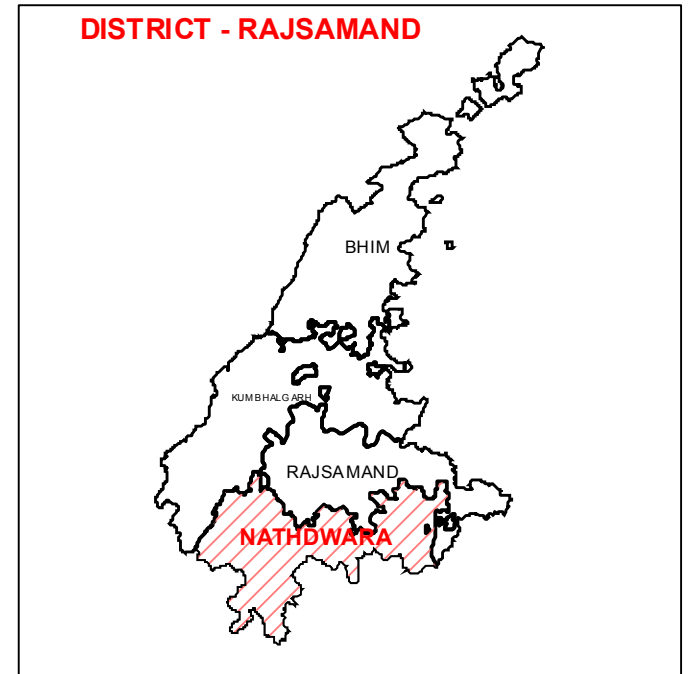 DISTRICT - RAJSAMAND
BHIM
KUMBHALGARH
RAJSAMAND
NATHDWARA